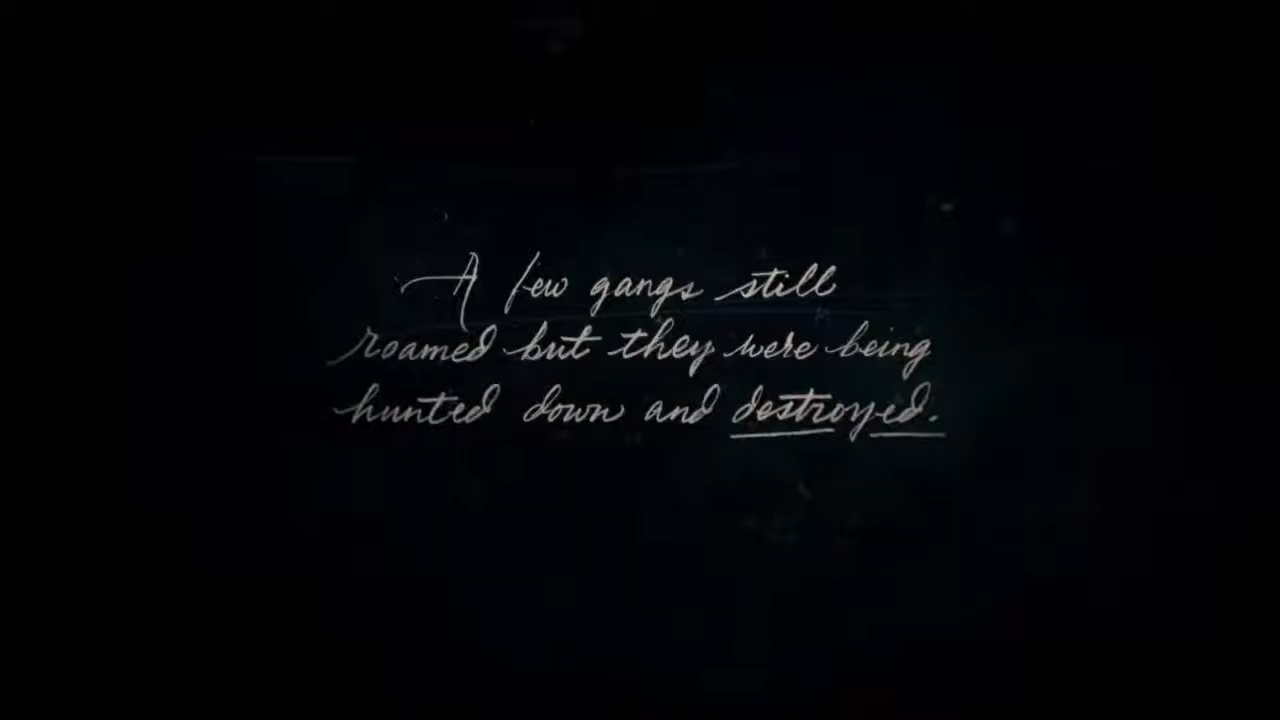 A few gangs still
roamed but they were being
hunted down and destroyed.